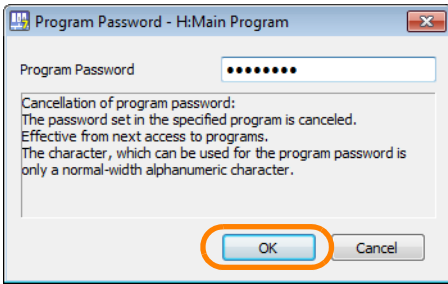 Program Password - H:Main Program
Program Password ●●●●●●●●
Cancellation of program password:
The password set in the specified program is canceled.
Effective from next access to programs.
The character, which can be used for the program password is
only a normal-width alphanumeric character.
OK Cancel